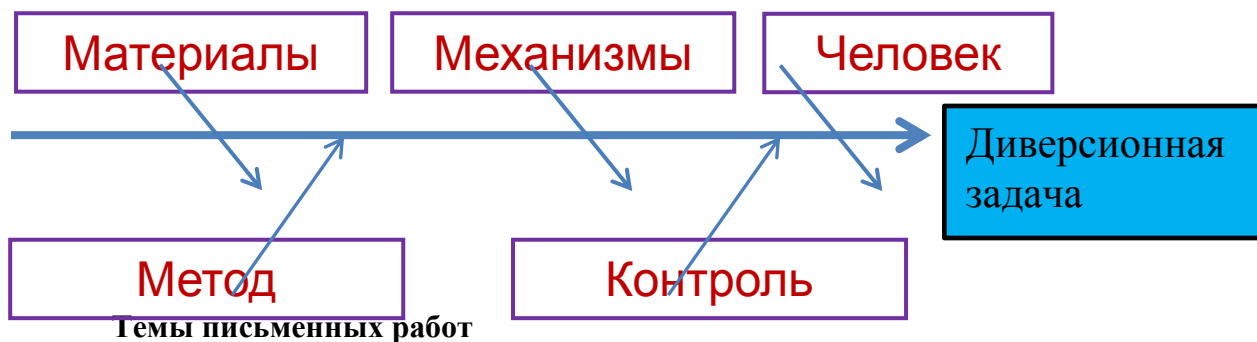 Материалы
Механизмы
Человек
Диверсионная
задача
Метод
Контроль
Темы письменных работ